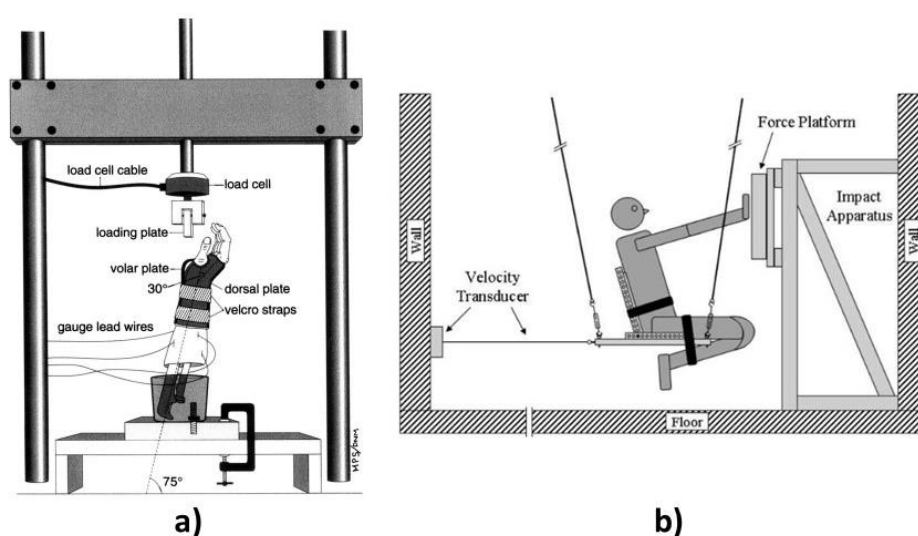 load cell cable
load cell
loading plate
volar plate
30°
dorsal plate
velcro straps
gauge lead wires
75°
a)
Force Platform
Impact
Apparatus
Wall
Wall
Velocity
Transducer
Floor
b)